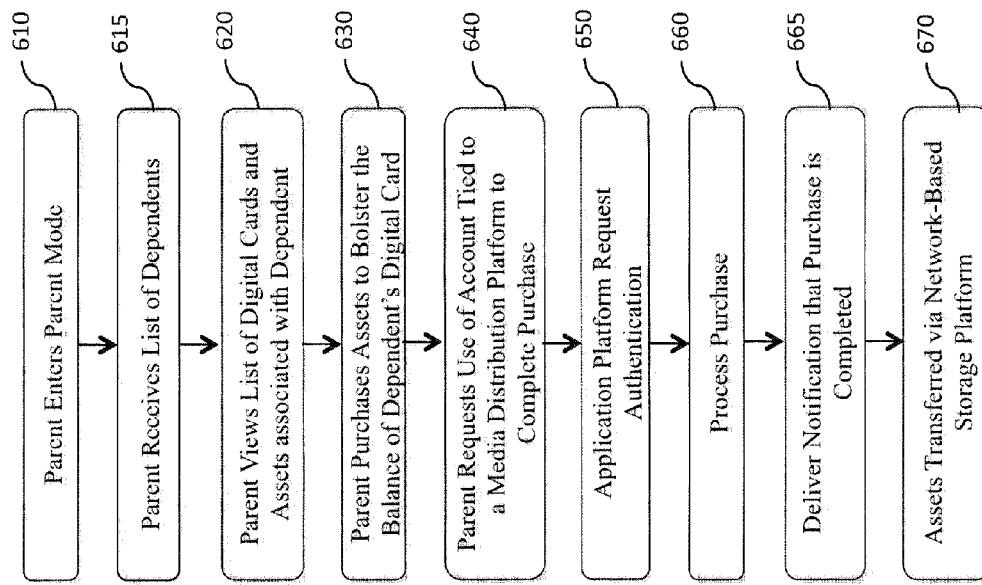 Parent Enters Parent Mode
610
Parent Receives List of Dependents
615
Parent Views List of Digital Cards and
Assets associated with Dependent
620
Parent Purchases Assets to Bolster the
Balance of Dependent's Digital Card
630
Parent Requests Use of Account Tied to
a Media Distribution Platform to
Complete Purchase
640
Application Platform Request
Authentication
650
Process Purchase
660
Deliver Notification that Purchase is
Completed
665
Assets Transferred via Network-Based
Storage Platform
670